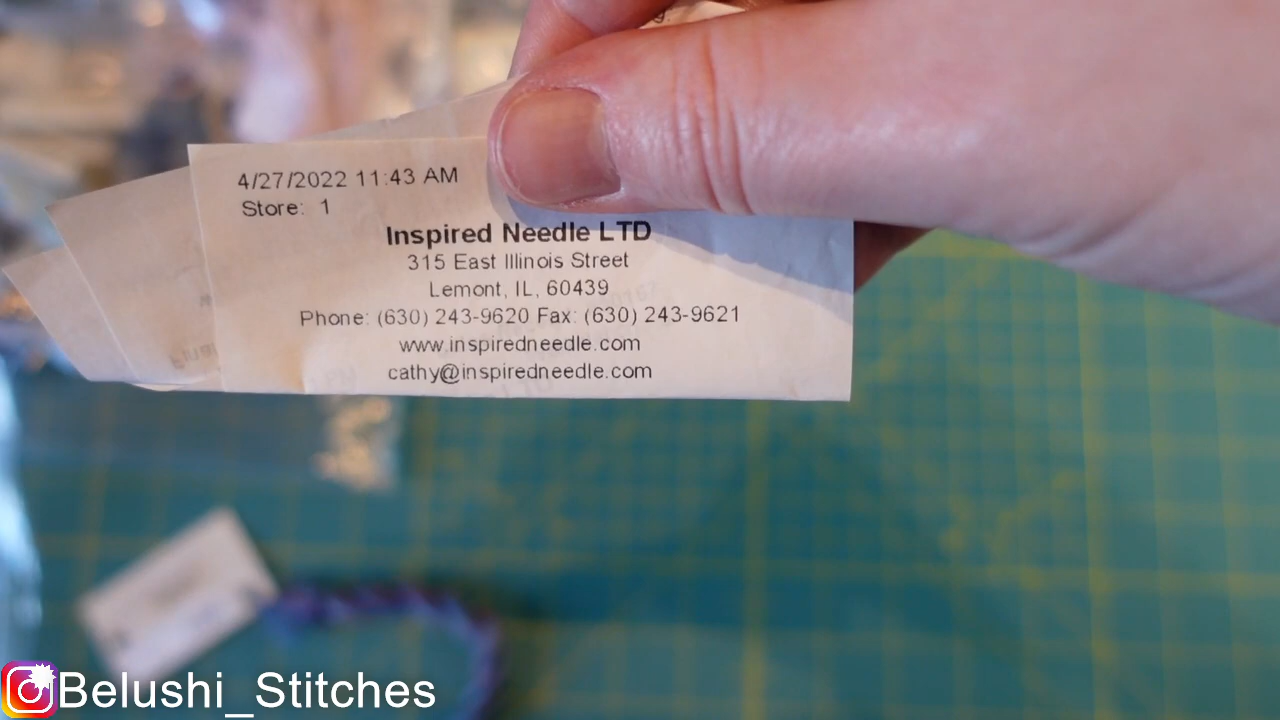 4/27/2022 11:43 AM
Store: 1
Inspired Needle LTD
315 East Illinois Street
Lemont, IL, 60439
Phone: (630) 243-9620 Fax: (630) 243-9621
www.inspiredneedle.com
cathy@inspiredneedle.com
Belushi_Stitches